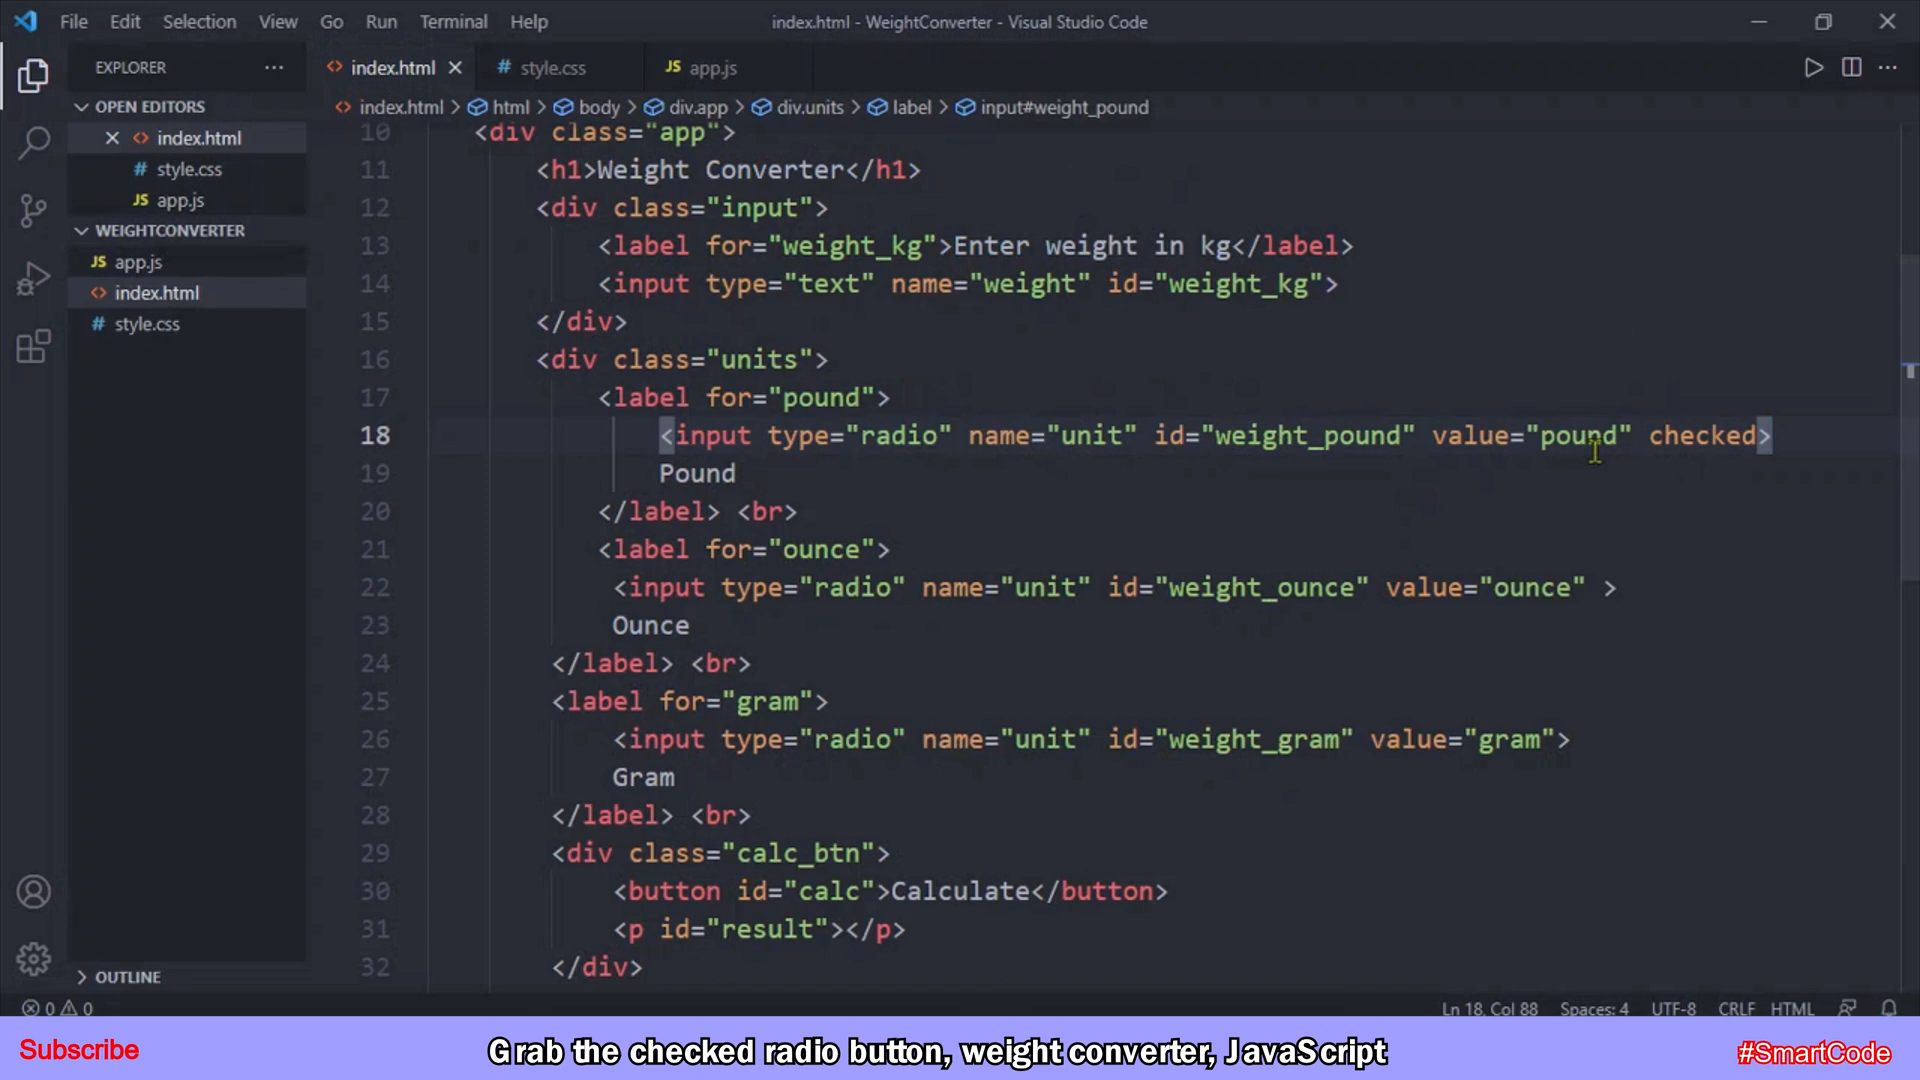 File Edit Selection View Go Run Terminal Help index.html - WeightConverter - Visual Studio Code
EXPLORER ···
index.html
# style.css
JS app.js
index.html > html > body > div.app > div.units > label > input#weight_pound
OPEN EDITORS
index.html
# style.css
JS app.js
WEIGHTCONVERTER
JS app.js
index.html
# style.css
OUTLINE
10 <div class="app">
11 <h1>Weight Converter</h1>
12 <div class="input">
13 <label for="weight_kg">Enter weight in kg</label>
14 <input type="text" name="weight" id="weight_kg">
15 </div>
16 <div class="units">
17 <label for="pound">
18 <input type="radio" name="unit" id="weight_pound" value="pound" checked>
19 Pound
20 </label> <br>
21 <label for="ounce">
22 <input type="radio" name="unit" id="weight_ounce" value="ounce" >
23 Ounce
24 </label> <br>
25 <label for="gram">
26 <input type="radio" name="unit" id="weight_gram" value="gram">
27 Gram
28 </label> <br>
29 <div class="calc_btn">
30 <button id="calc">Calculate</button>
31 <p id="result"></p>
32 </div>
0 0 Ln 18, Col 88 Spaces: 4 UTF-8 CRLF HTML
Subscribe Grab the checked radio button, weight converter, JavaScript #SmartCode